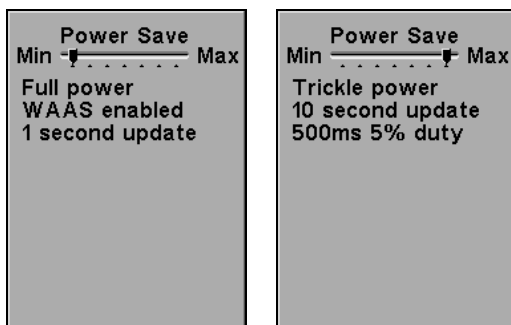 Power Save
Min Max
Full power
WAAS enabled
1 second update
Power Save
Min Max
Trickle power
10 second update
500ms 5% duty